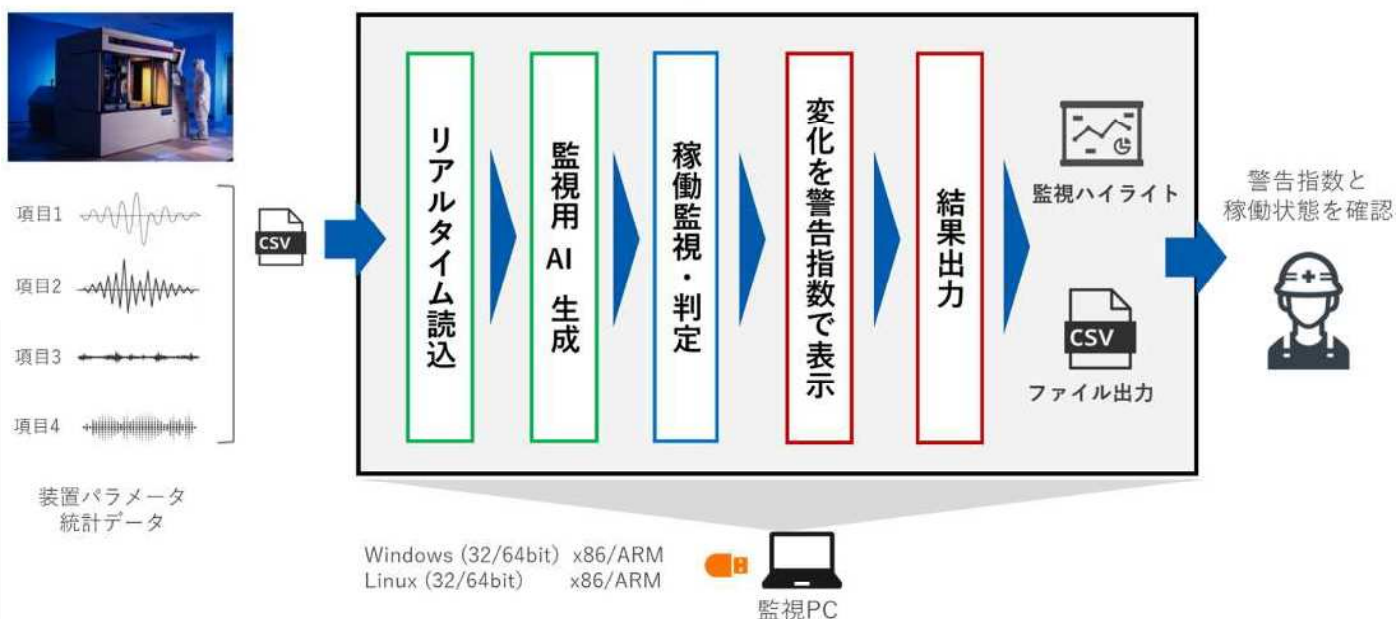 項目1
項目2
項目3
項目4
CSV
装置パラメータ
統計データ
リアルタイム読込
監視用 AI 生成
稼働監視・判定
変化を警告指数で表示
結果出力
監視ハイライト
CSV
ファイル出力
警告指数と
稼働状態を確認
Windows (32/64bit) x86/ARM
Linux (32/64bit) x86/ARM
監視PC